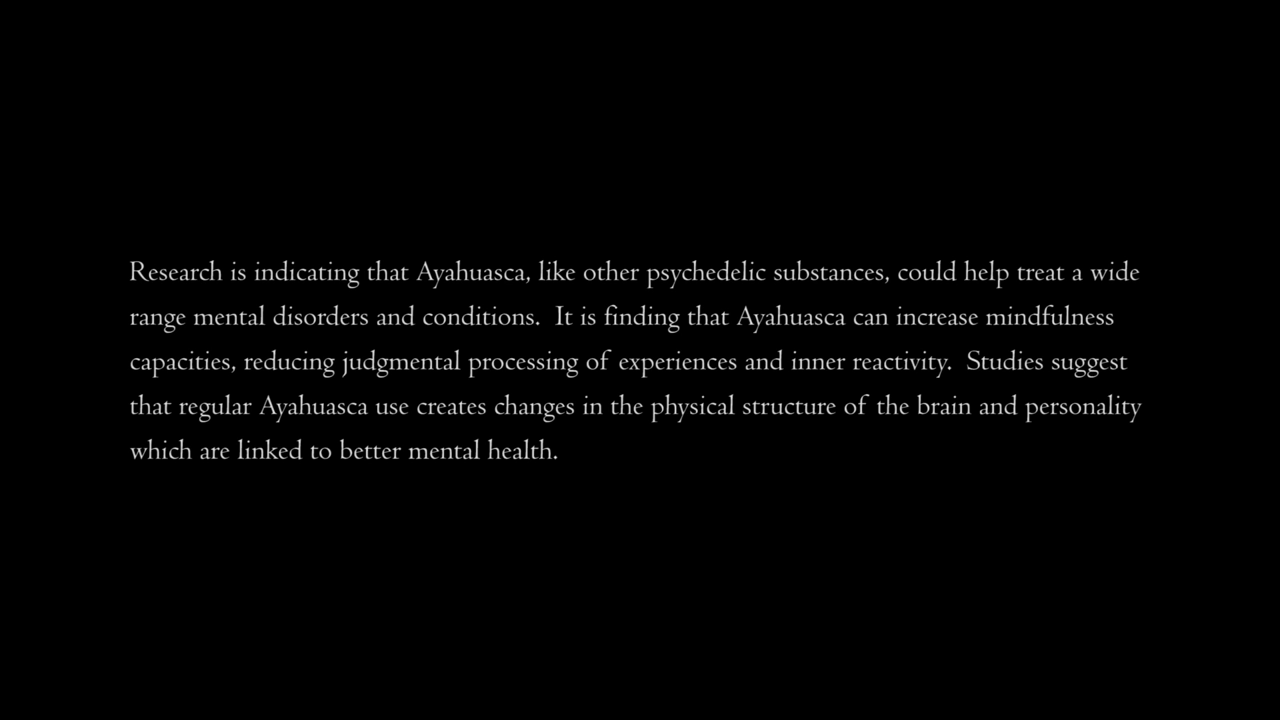 Research is indicating that Ayahuasca, like other psychedelic substances, could help treat a wide
range mental disorders and conditions.  It is finding that Ayahuasca can increase mindfulness
capacities, reducing judgmental processing of experiences and inner reactivity.  Studies suggest
that regular Ayahuasca use creates changes in the physical structure of the brain and personality
which are linked to better mental health.